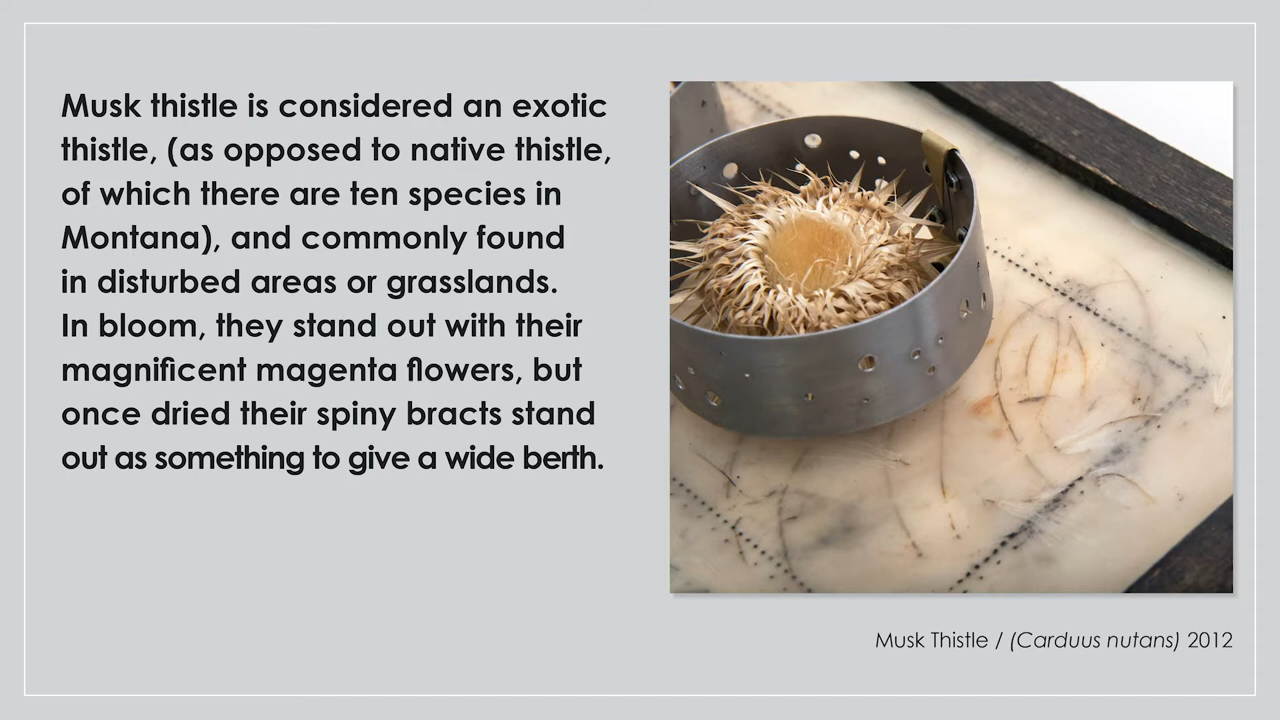 Musk thistle is considered an exotic
thistle, (as opposed to native thistle,
of which there are ten species in
Montana), and commonly found
in disturbed areas or grasslands.
In bloom, they stand out with their
magnificent magenta flowers, but
once dried their spiny bracts stand
out as something to give a wide berth.
Musk Thistle / (Carduus nutans) 2012